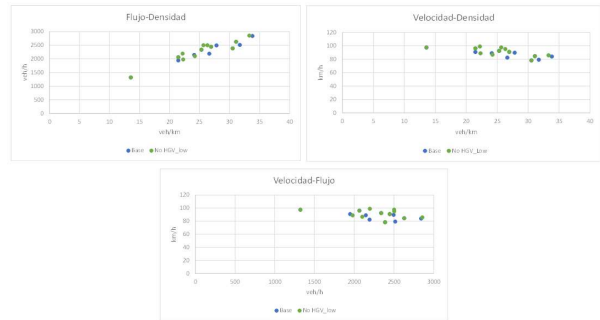 Flujo-Densidad
3000
2500
2000
1500
1000
500
0
veh/h
0 5 10 15 20 25 30 35 40
veh/km
Base No HGV_low
Velocidad-Densidad
120
100
80
60
40
20
0
km/h
0 5 10 15 20 25 30 35 40
veh/km
Base No HGV_Low
Velocidad-Flujo
120
100
80
60
40
20
0
km/h
0 500 1000 1500 2000 2500 3000
veh/h
Base No HGV_low